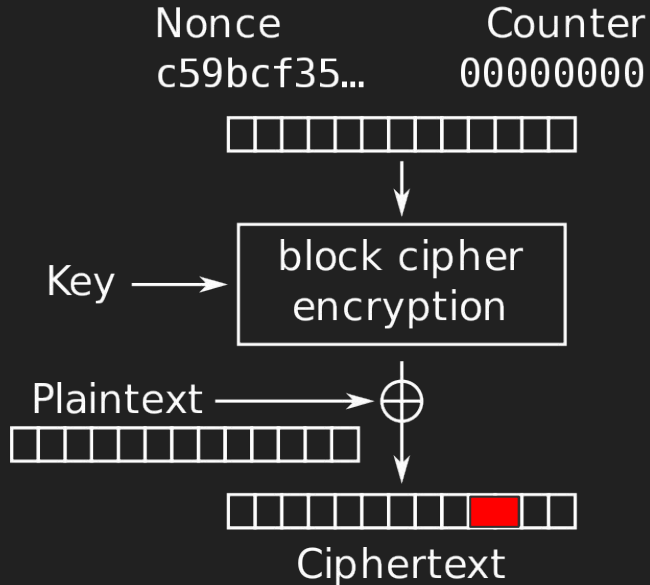 Nonce Counter
c59bcf35… 00000000
block cipher
encryption
Key
Plaintext
Ciphertext